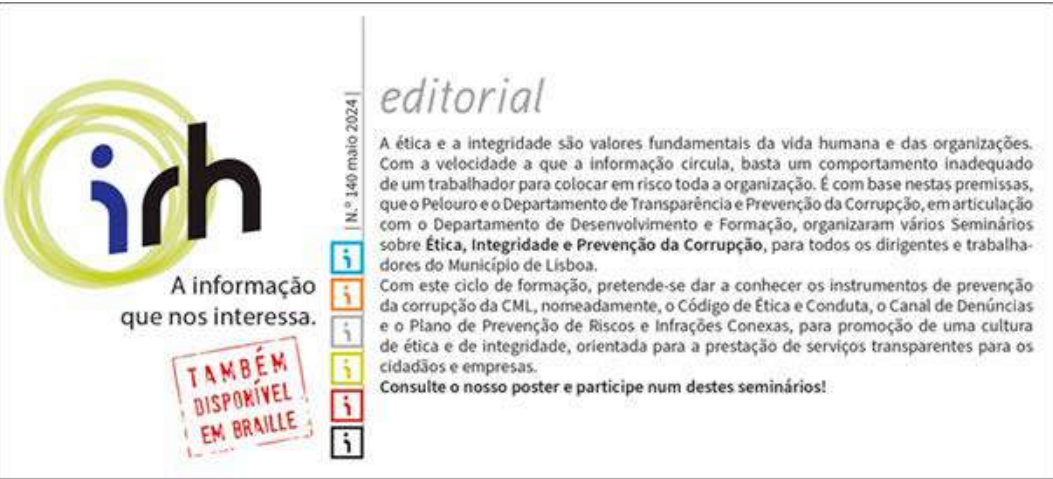 irh
A informação
que nos interessa.
TAMBÉM
DISPONÍVEL
EM BRAILLE
| N.º 140 maio 2024 |
editorial
A ética e a integridade são valores fundamentais da vida humana e das organizações.
Com a velocidade a que a informação circula, basta um comportamento inadequado
de um trabalhador para colocar em risco toda a organização. É com base nestas premissas,
que o Pelouro e o Departamento de Transparência e Prevenção da Corrupção, em articulação
com o Departamento de Desenvolvimento e Formação, organizaram vários Seminários
sobre Ética, Integridade e Prevenção da Corrupção, para todos os dirigentes e trabalha-
dores do Município de Lisboa.
Com este ciclo de formação, pretende-se dar a conhecer os instrumentos de prevenção
da corrupção da CML, nomeadamente, o Código de Ética e Conduta, o Canal de Denúncias
e o Plano de Prevenção de Riscos e Infrações Conexas, para promoção de uma cultura
de ética e de integridade, orientada para a prestação de serviços transparentes para os
cidadãos e empresas.
Consulte o nosso poster e participe num destes seminários!